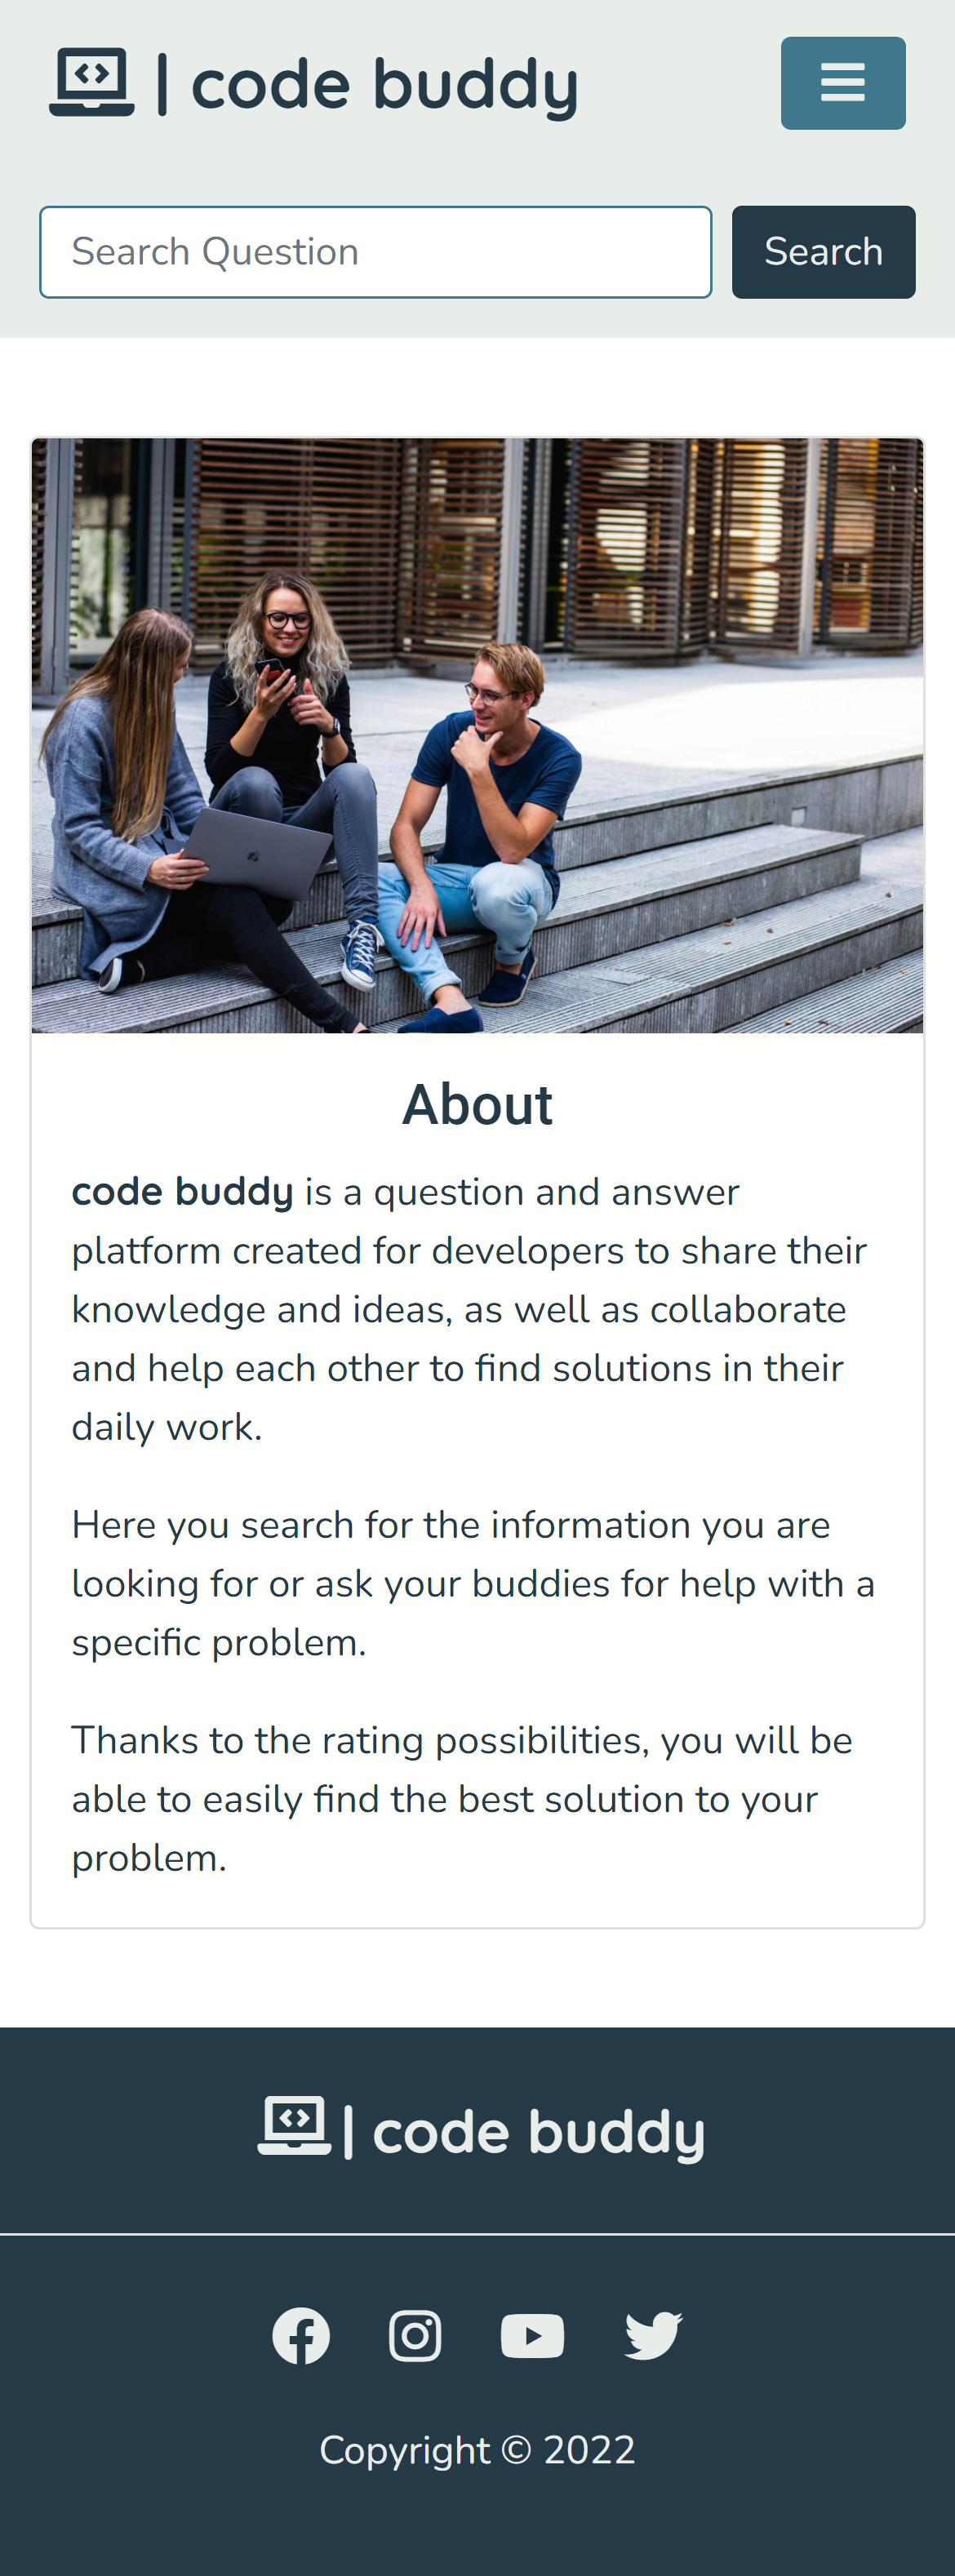 | code buddy
Search Question
Search
About
code buddy is a question and answer
platform created for developers to share their
knowledge and ideas, as well as collaborate
and help each other to find solutions in their
daily work.
Here you search for the information you are
looking for or ask your buddies for help with a
specific problem.
Thanks to the rating possibilities, you will be
able to easily find the best solution to your
problem.
| code buddy
Copyright © 2022